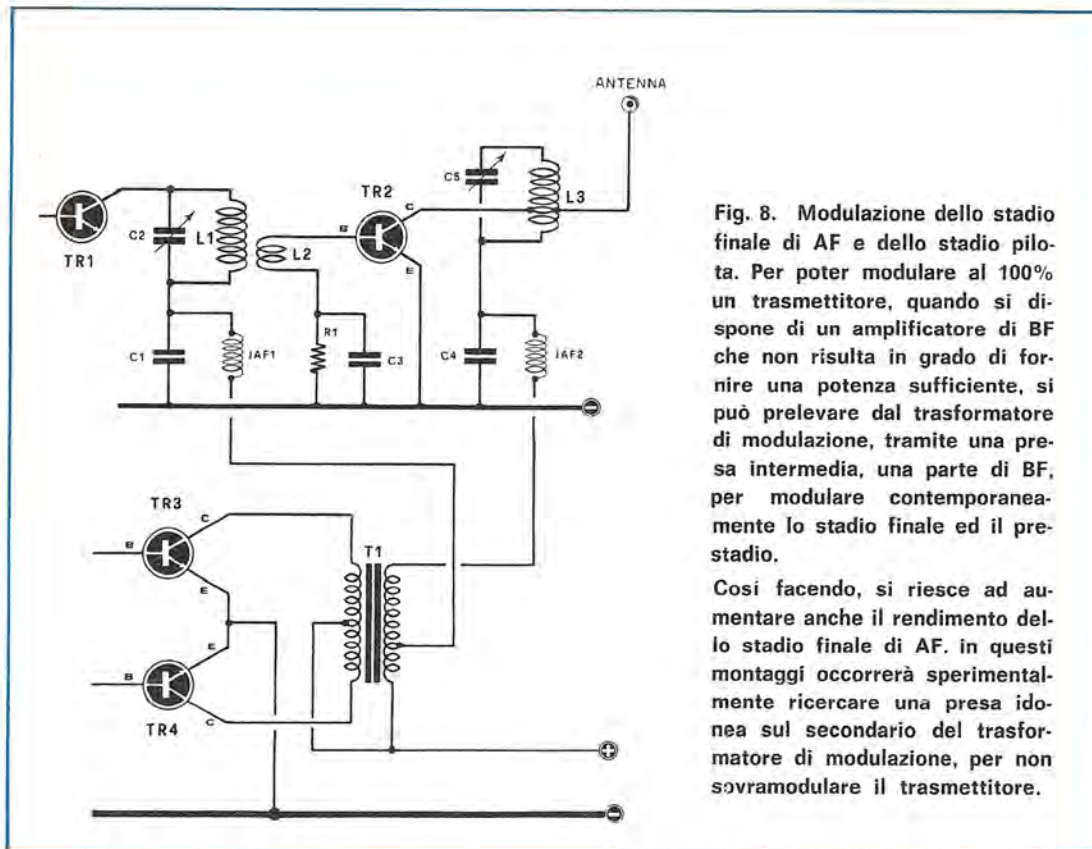 ANTENNA
C5
L3
TR2
C
B
E
TR1
C2
L1
L2
C1
JAF1
R1
C3
C4
JAF2
TR3
C
B
E
T1
E
B
C
TR4
+
-
-
Fig. 8. Modulazione dello stadio
finale di AF e dello stadio pilo-
ta. Per poter modulare al 100%
un trasmettitore, quando si di-
spone di un amplificatore di BF
che non risulta in grado di for-
nire una potenza sufficiente, si
può prelevare dal trasformatore
di modulazione, tramite una pre-
sa intermedia, una parte di BF,
per modulare contemporanea-
mente lo stadio finale ed il pre-
stadio.
Così facendo, si riesce ad au-
mentare anche il rendimento del-
lo stadio finale di AF. in questi
montaggi occorrerà sperimental-
mente ricercare una presa ido-
nea sul secondario del trasfor-
matore di modulazione, per non
sovramodulare il trasmettitore.